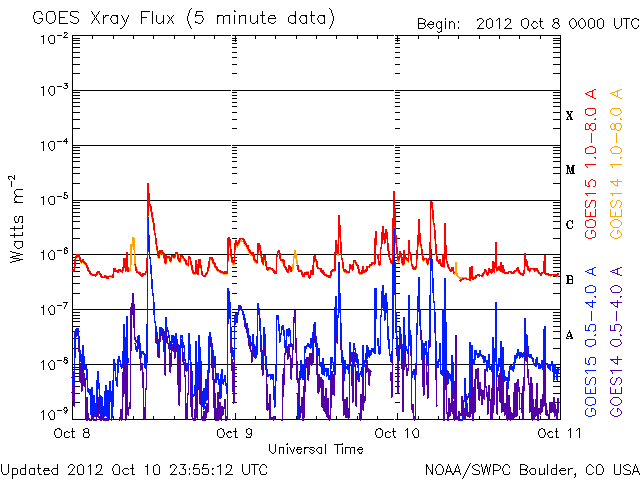 GOES Xray Flux (5 minute data)
Begin: 2012 Oct 8 0000 UTC
10-2
10-3
10-4
10-5
10-6
10-7
10-8
10-9
Watts m-2
X
M
C
B
A
GOES15 1.0-8.0 A
GOES14 1.0-8.0 A
GOES15 0.5-4.0 A
GOES14 0.5-4.0 A
Oct 8
Oct 9
Oct 10
Oct 11
Universal Time
Updated 2012 Oct 10 23:55:12 UTC
NOAA/SWPC Boulder, CO USA